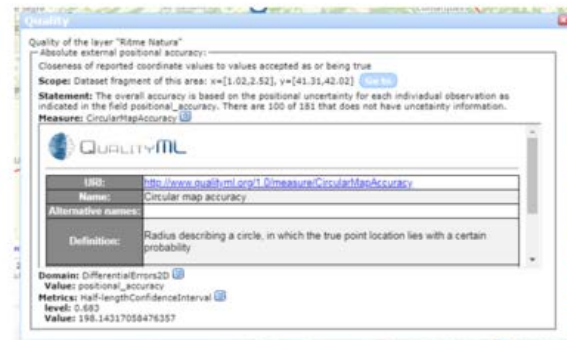 Quality
Quality of the layer "Ritme Natura"
Absolute external positional accuracy:
Closeness of reported coordinate values to values accepted as or being true
Scope: Dataset fragment of this area: x=[1.02,2.52], y=[41.31,42.02] Go to
Statement: The overall accuracy is based on the positional uncertainty for each indiviadual observation as
indicated in the field positional_accuracy. There are 100 of 181 that does not have uncetainty information.
Measure: CircularMapAccuracy
QUALITYML
URI: http://www.qualityml.org/1.0/measure/CircularMapAccuracy
Name: Circular map accuracy
Alternative names:
Definition: Radius describing a circle, in which the true point location lies with a certain
probability
Domain: DifferentialErrors2D
Value: positional_accuracy
Metrics: Half-lengthConfidenceInterval
level: 0.683
Value: 198.14317058476357